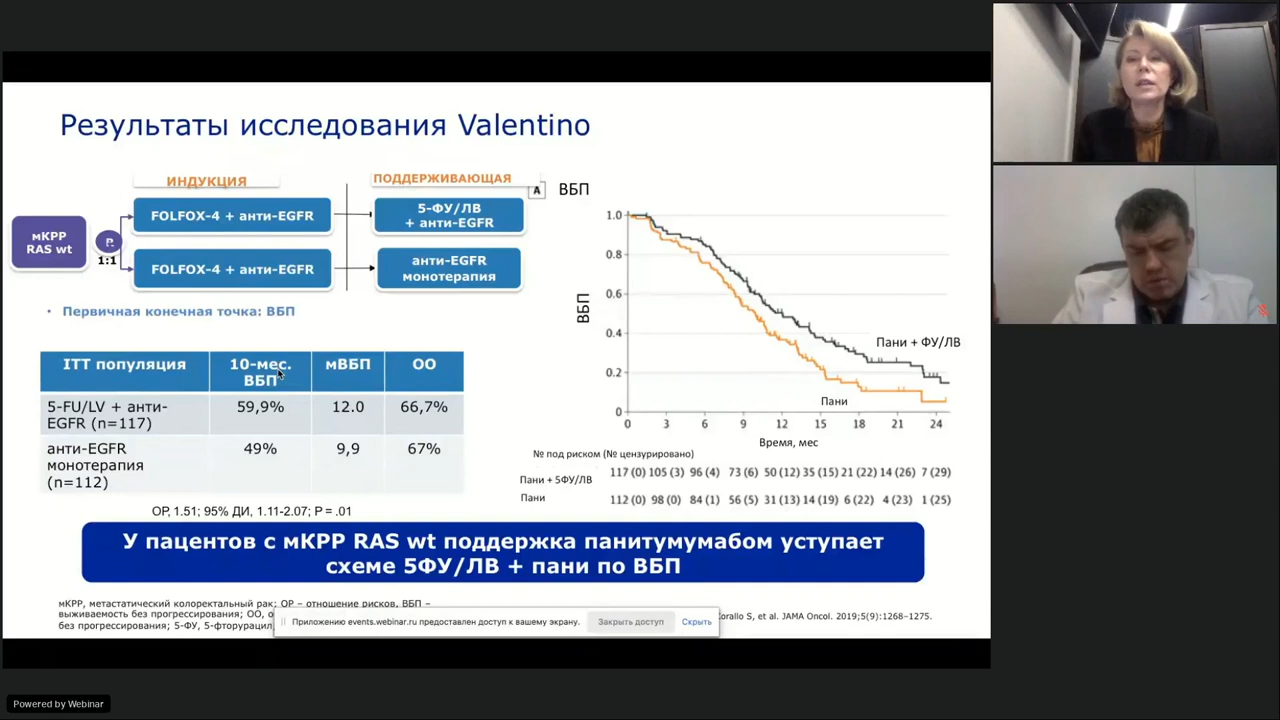 Результаты исследования Valentino
ИНДУКЦИЯ
ПОДДЕРЖИВАЮЩАЯ
мКРР
RAS wt
1:1
FOLFOX-4 + анти-EGFR
5-ФУ/ЛВ
+ анти-EGFR
FOLFOX-4 + анти-EGFR
анти-EGFR
монотерапия
• Первичная конечная точка: ВБП
ITT популяция
10-мес.
ВБП
мВБП
ОО
5-FU/LV + анти-
EGFR (n=117)
59,9%
12.0
66,7%
анти-EGFR
монотерапия
(n=112)
49%
9,9
67%
ОР, 1.51; 95% ДИ, 1.11-2.07; P = .01
A
ВБП
ВБП
1.0
0.8
0.6
0.4
0.2
0
0 3 6 9 12 15 18 21 24
Время, мес
Пани + ФУ/ЛВ
Пани
№ под риском (№ цензурировано)
Пани + 5ФУ/ЛВ 117 (0) 105 (3) 96 (4) 73 (6) 50 (12) 35 (15) 21 (22) 14 (26) 7 (29)
Пани 112 (0) 98 (0) 84 (1) 56 (5) 31 (13) 14 (19) 6 (22) 4 (23) 1 (25)
У пациентов с мКРР RAS wt поддержка панитумумабом уступает
схеме 5ФУ/ЛВ + пани по ВБП
мКРР, метастатический колоректальный рак; ОР – отношение рисков, ВБП –
выживаемость без прогрессирования; ОО,
без прогрессирования; 5-ФУ, 5-фторурацил,
Corallo S, et al. JAMA Oncol. 2019;5(9):1268–1275.
Приложению events.webinar.ru предоставлен доступ к вашему экрану.
Закрыть доступ
Скрыть
Powered by Webinar